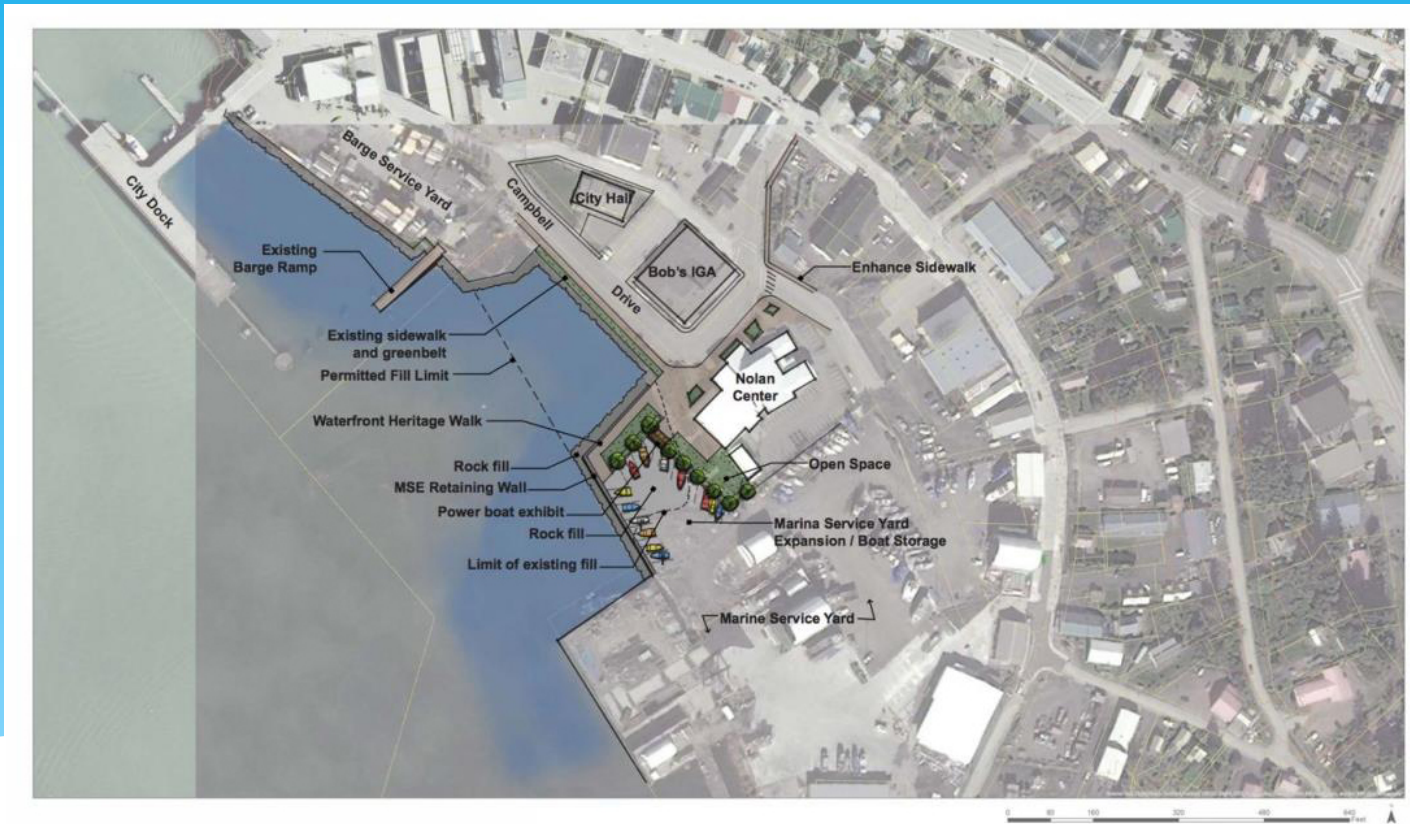 Barge Service Yard
City Dock
Campbell
Drive
City Hall
Existing
Barge Ramp
Bob's IGA
Enhance Sidewalk
Existing sidewalk
and greenbelt
Permitted Fill Limit
Nolan
Center
Waterfront Heritage Walk
Rock fill
MSE Retaining Wall
Open Space
Power boat exhibit
Rock fill
Marina Service Yard
Expansion / Boat Storage
Limit of existing fill
Marine Service Yard
0 80 160 320 480 640
Feet